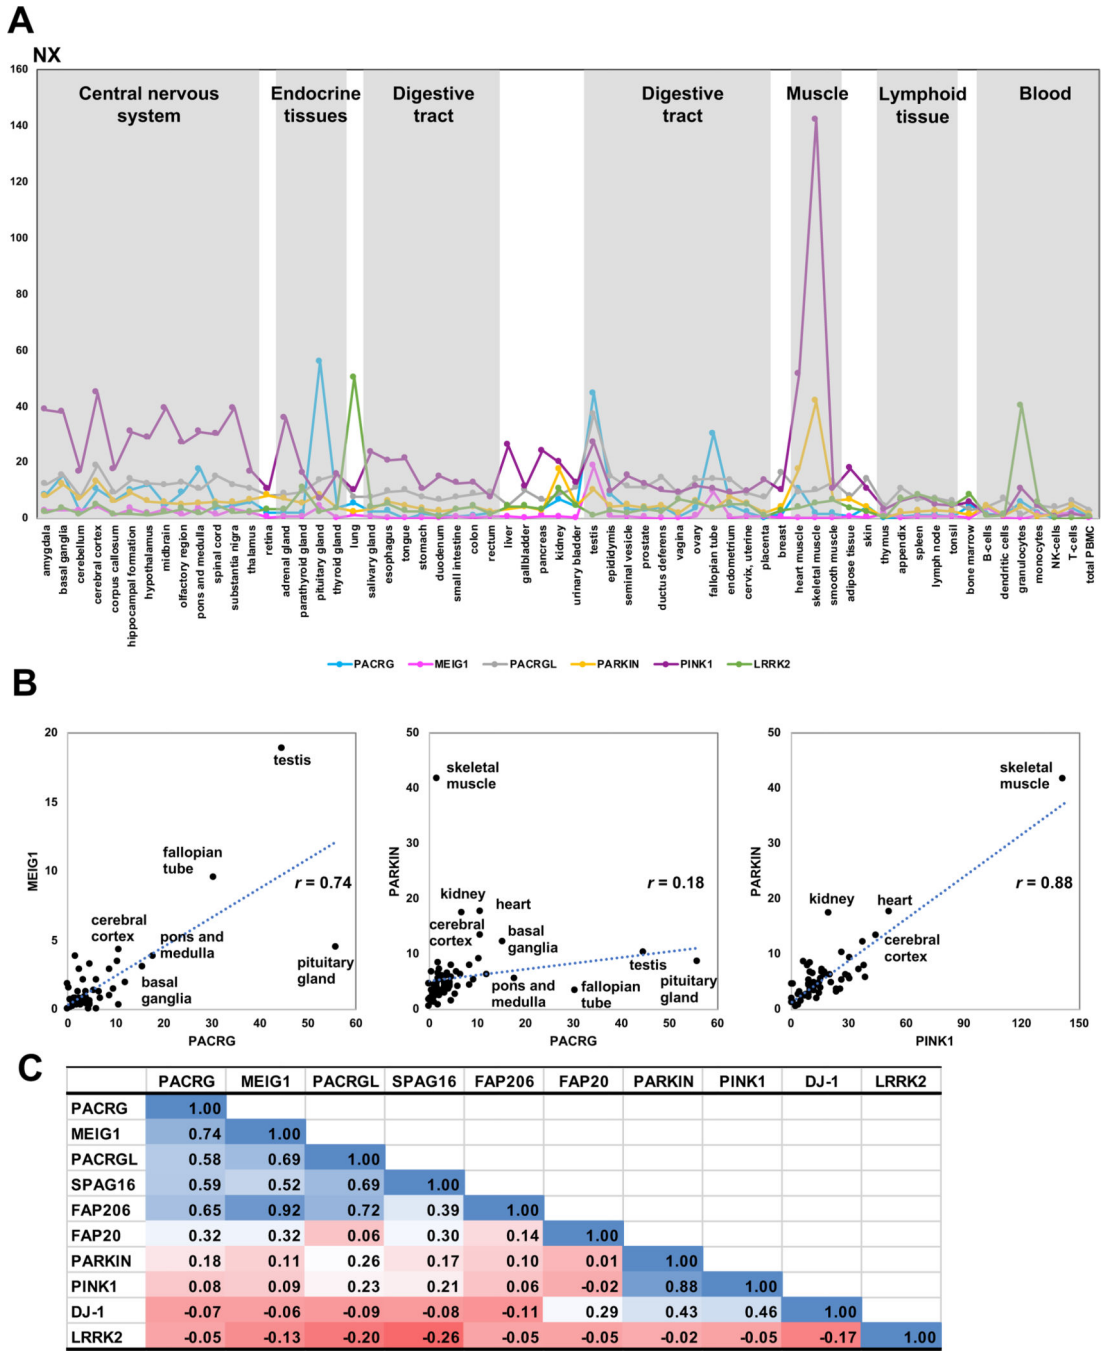 A
NX
160
140
120
100
80
60
40
20
0
Central nervous
system
Endocrine
tissues
Digestive
tract
Digestive
tract
Muscle
Lymphoid
tissue
Blood
amygdala
basal ganglia
cerebellum
cerebral cortex
corpus callosum
hippocampal formation
hypothalamus
midbrain
olfactory region
pons and medulla
spinal cord
substantia nigra
thalamus
retina
adrenal gland
parathyroid gland
pituitary gland
thyroid gland
lung
salivary gland
esophagus
tongue
stomach
duodenum
small intestine
colon
rectum
liver
gallbladder
pancreas
kidney
urinary bladder
testis
epididymis
seminal vesicle
prostate
ductus deferens
vagina
ovary
fallopian tube
endometrium
cervix, uterine
placenta
breast
heart muscle
skeletal muscle
smooth muscle
adipose tissue
skin
thymus
appendix
spleen
lymph node
tonsil
bone marrow
B-cells
dendritic cells
granulocytes
monocytes
NK-cells
T-cells
total PBMC
PACRG MEIG1 PACRGL PARKIN PINK1 LRRK2
B
20
15
10
5
0
MEIG1
testis
fallopian
tube
r = 0.74
cerebral
cortex
pons and
medulla
basal
ganglia
pituitary
gland
0 10 20 30 40 50 60
PACRG
50
40
30
20
10
0
PARKIN
skeletal
muscle
r = 0.18
kidney
heart
cerebral
cortex
basal
ganglia
testis
pons and
medulla
fallopian
tube
pituitary
gland
0 10 20 30 40 50 60
PACRG
50
40
30
20
10
0
PARKIN
skeletal
muscle
r = 0.88
kidney
heart
cerebral
cortex
0 30 60 90 120 150
PINK1
C
PACRG MEIG1 PACRGL SPAG16 FAP206 FAP20 PARKIN PINK1 DJ-1 LRRK2
PACRG 1.00
MEIG1 0.74 1.00
PACRGL 0.58 0.69 1.00
SPAG16 0.59 0.52 0.69 1.00
FAP206 0.65 0.92 0.72 0.39 1.00
FAP20 0.32 0.32 0.06 0.30 0.14 1.00
PARKIN 0.18 0.11 0.26 0.17 0.10 0.01 1.00
PINK1 0.08 0.09 0.23 0.21 0.06 -0.02 0.88 1.00
DJ-1 -0.07 -0.06 -0.09 -0.08 -0.11 0.29 0.43 0.46 1.00
LRRK2 -0.05 -0.13 -0.20 -0.26 -0.05 -0.05 -0.02 -0.05 -0.17 1.00